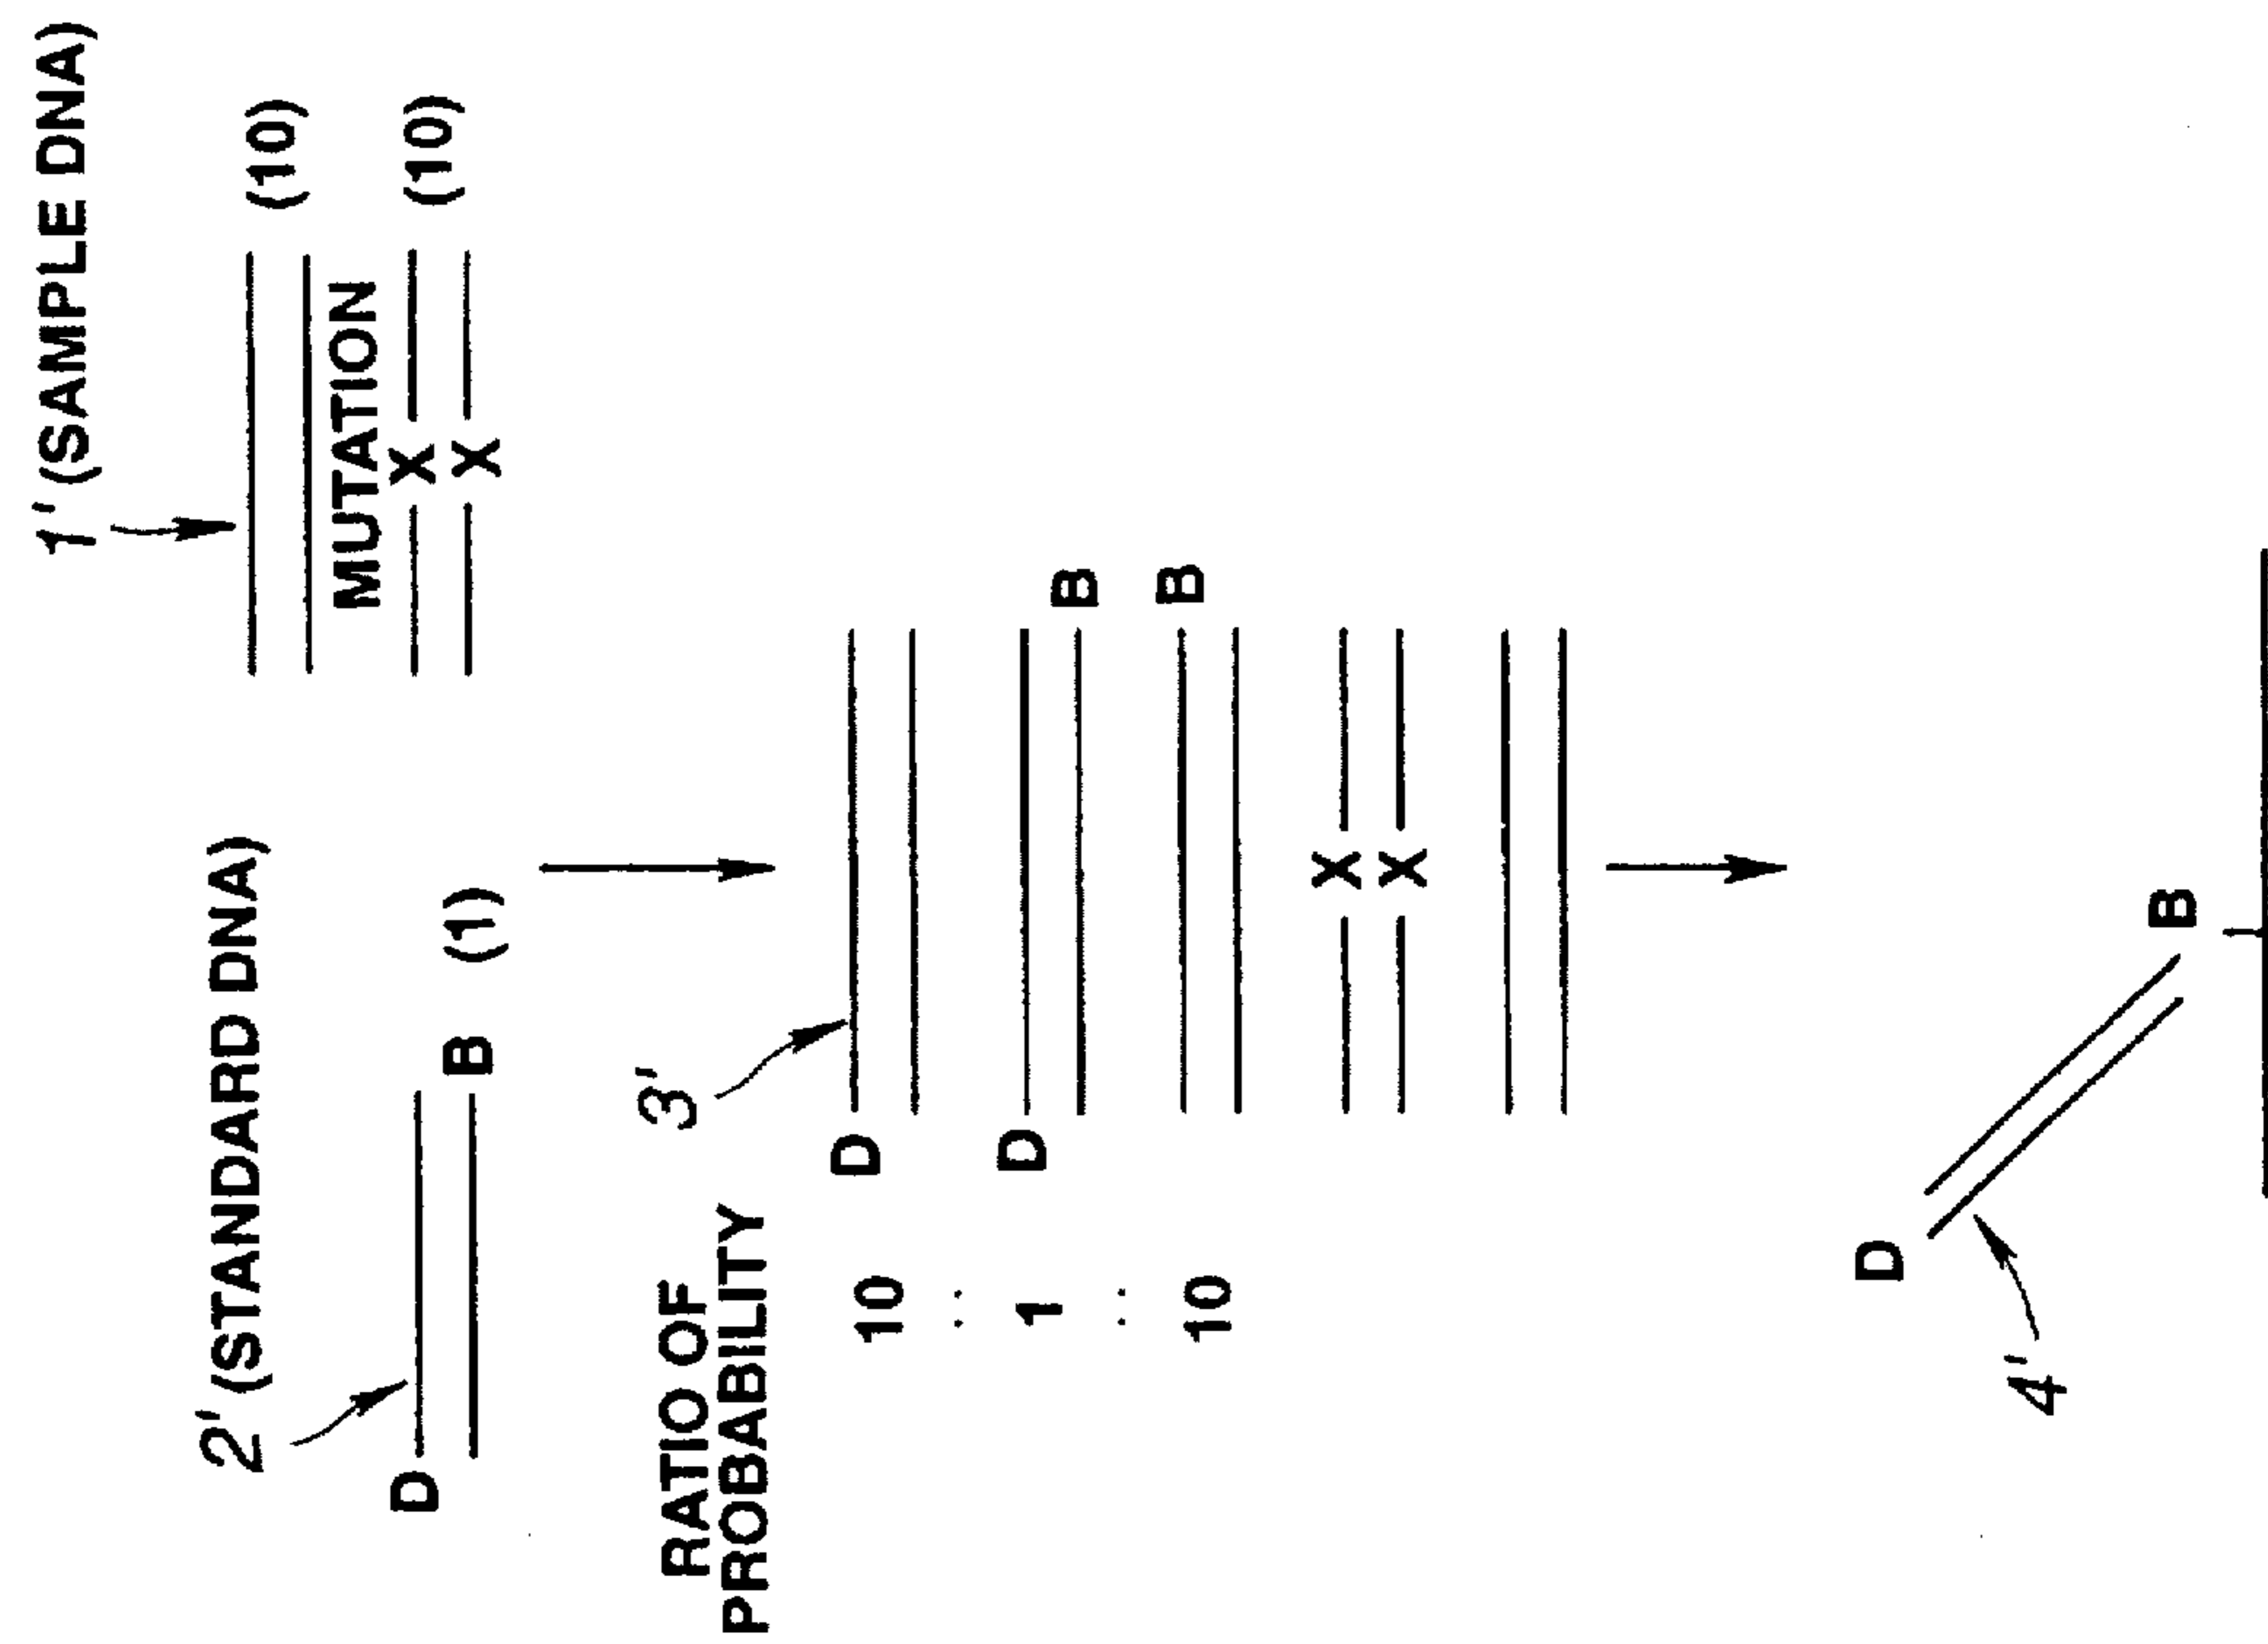 1' (SAMPLE DNA)
2' (STANDARD DNA)
(10)
MUTATION
D
X (10)
B (1)
X
3'
RATIO OF
PROBABILITY
10 D
:
1 D
B
:
10 B
X
X
D
4'
B